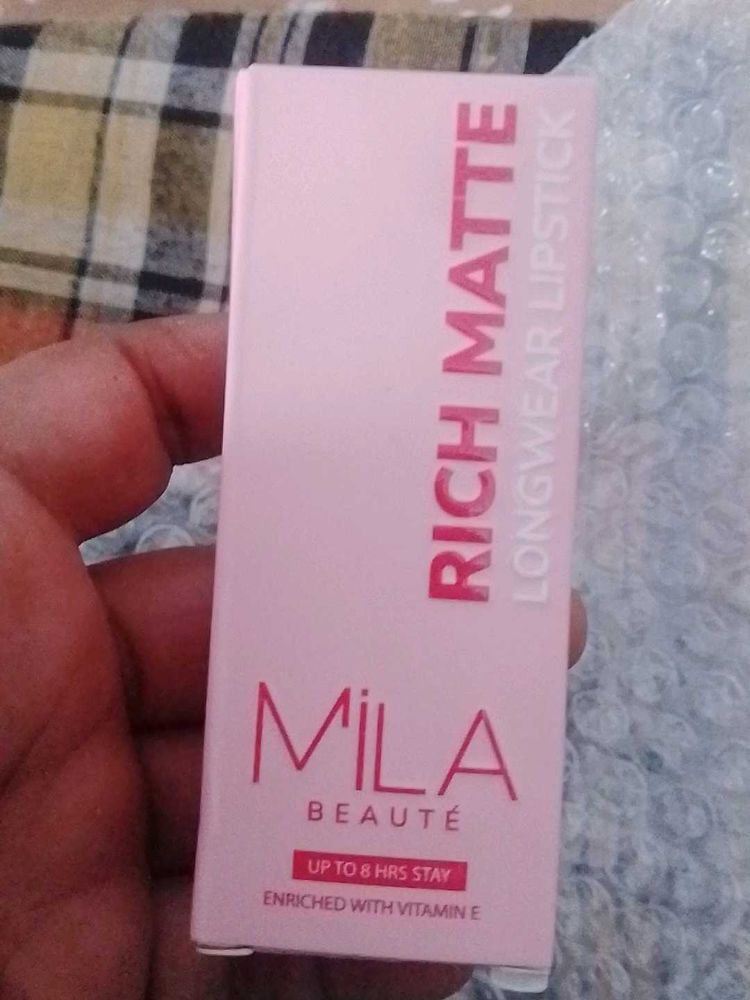 RICH MATTE
LONGWEAR LIPSTICK
MiLA
BEAUTÉ
UP TO 8 HRS STAY
ENRICHED WITH VITAMIN E